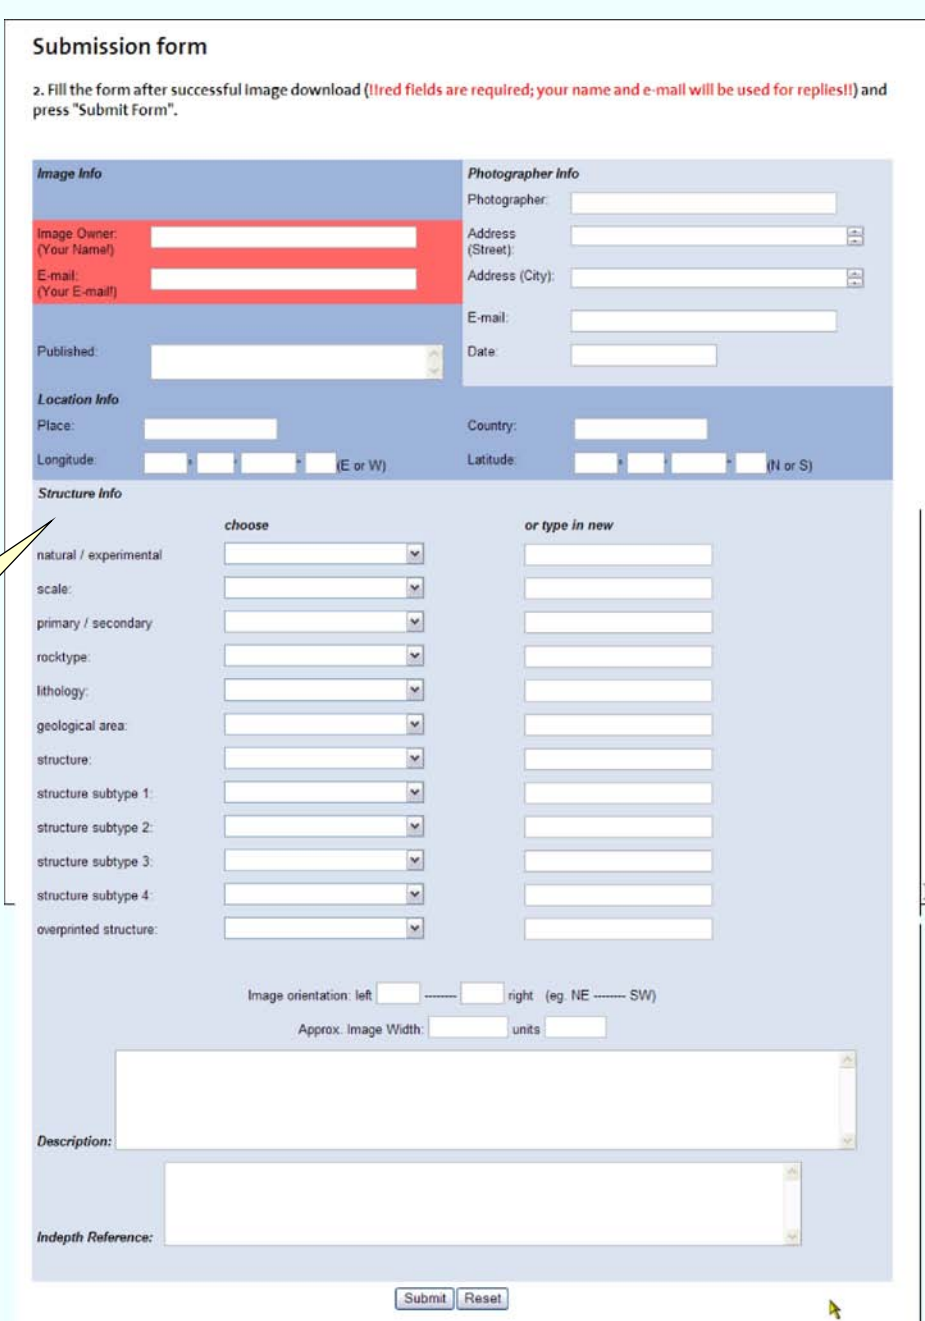 Submission form
2. Fill the form after successful image download (!!red fields are required; your name and e-mail will be used for replies!!) and
press "Submit Form".
Image Info
Photographer Info
Photographer:
Image Owner:
(Your Name!)
Address
(Street):
E-mail:
(Your E-mail!)
Address (City):
E-mail:
Published:
Date:
Location Info
Place:
Country:
Longitude:
° ' " (E or W)
Latitude:
° ' " (N or S)
Structure Info
choose
or type in new
natural / experimental
scale:
primary / secondary
rocktype:
lithology:
geological area:
structure:
structure subtype 1:
structure subtype 2:
structure subtype 3:
structure subtype 4:
overprinted structure:
Image orientation: left -------- right (eg. NE -------- SW)
Approx. Image Width: units
Description:
Indepth Reference:
Submit Reset